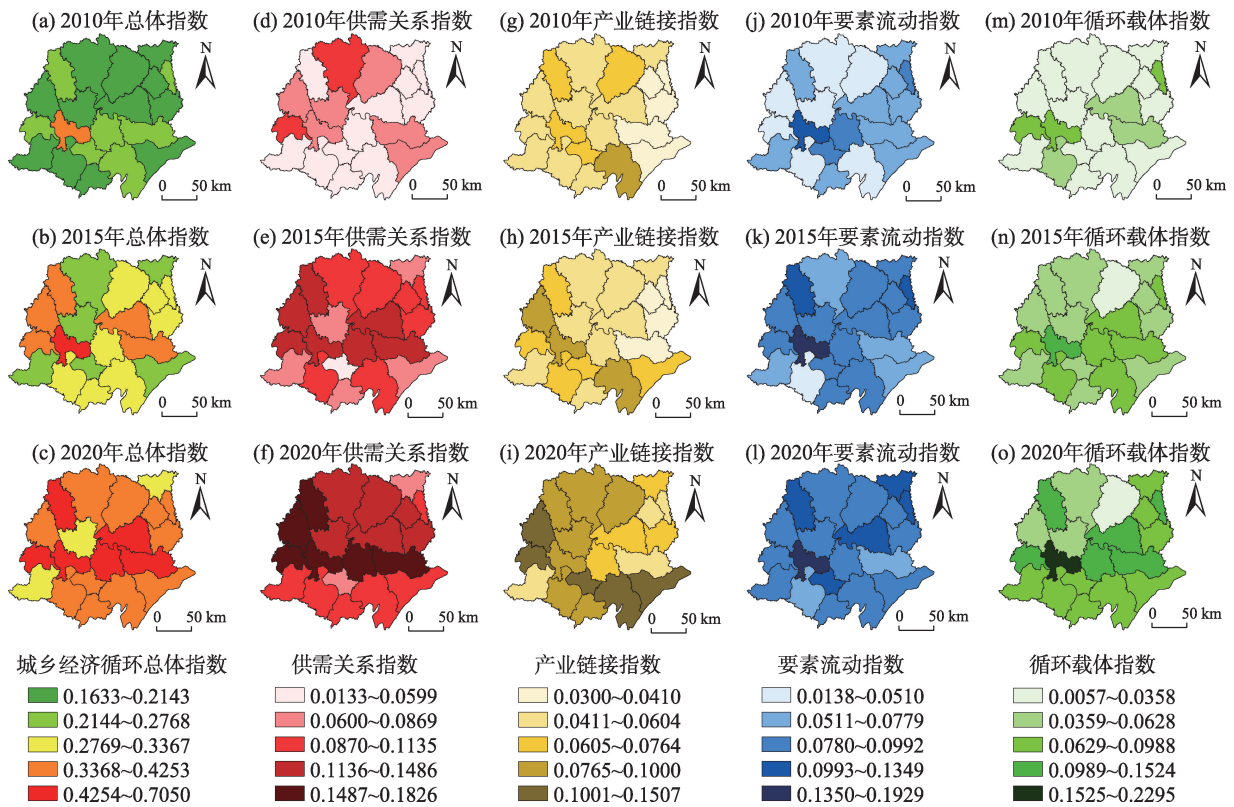 (a) 2010年总体指数
(d) 2010年供需关系指数
(g) 2010年产业链接指数
(j) 2010年要素流动指数
(m) 2010年循环载体指数
N
N
N
N
N
0 50 km
0 50 km
0 50 km
0 50 km
0 50 km
(b) 2015年总体指数
(e) 2015年供需关系指数
(h) 2015年产业链接指数
(k) 2015年要素流动指数
(n) 2015年循环载体指数
N
N
N
N
N
0 50 km
0 50 km
0 50 km
0 50 km
0 50 km
(c) 2020年总体指数
(f) 2020年供需关系指数
(i) 2020年产业链接指数
(l) 2020年要素流动指数
(o) 2020年循环载体指数
N
N
N
N
N
0 50 km
0 50 km
0 50 km
0 50 km
0 50 km
城乡经济循环总体指数
0.1633~0.2143
0.2144~0.2768
0.2769~0.3367
0.3368~0.4253
0.4254~0.7050
供需关系指数
0.0133~0.0599
0.0600~0.0869
0.0870~0.1135
0.1136~0.1486
0.1487~0.1826
产业链接指数
0.0300~0.0410
0.0411~0.0604
0.0605~0.0764
0.0765~0.1000
0.1001~0.1507
要素流动指数
0.0138~0.0510
0.0511~0.0779
0.0780~0.0992
0.0993~0.1349
0.1350~0.1929
循环载体指数
0.0057~0.0358
0.0359~0.0628
0.0629~0.0988
0.0989~0.1524
0.1525~0.2295